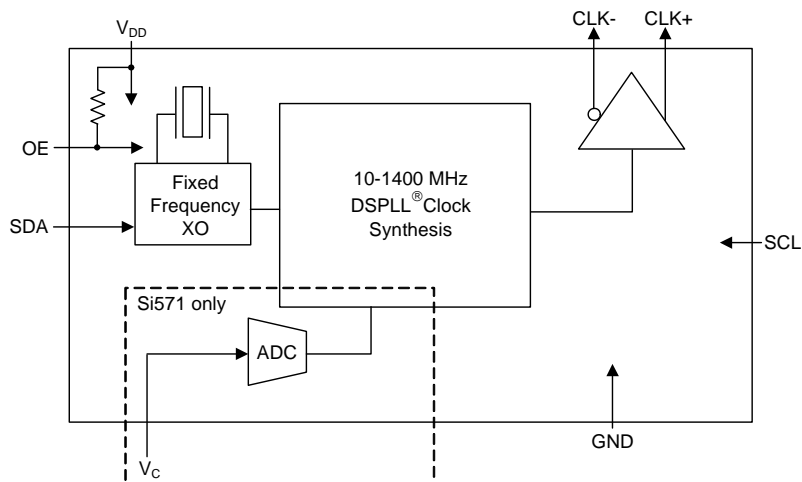 CLK- CLK+
VDD
OE
Fixed
Frequency
XO
10-1400 MHz
DSPLL® Clock
Synthesis
SDA
SCL
Si571 only
ADC
GND
VC